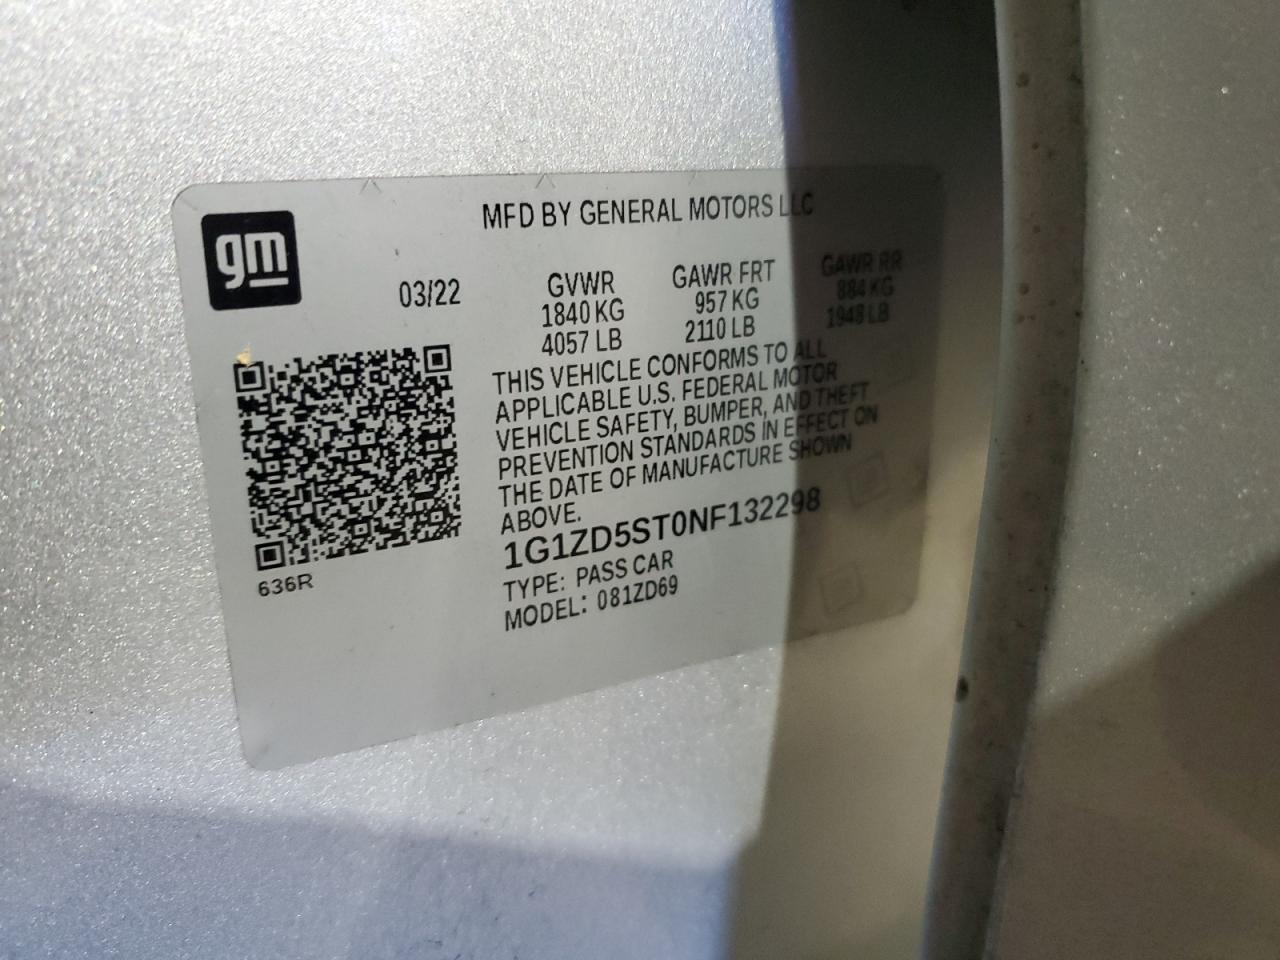 gm
MFD BY GENERAL MOTORS LLC
03/22
GVWR GAWR FRT GAWR RR
1840 KG 957 KG 884 KG
4057 LB 2110 LB 1948 LB
THIS VEHICLE CONFORMS TO ALL
APPLICABLE U.S. FEDERAL MOTOR
VEHICLE SAFETY, BUMPER, AND THEFT
PREVENTION STANDARDS IN EFFECT ON
THE DATE OF MANUFACTURE SHOWN
ABOVE.
1G1ZD5ST0NF132298
TYPE: PASS CAR
MODEL: 081ZD69
636R